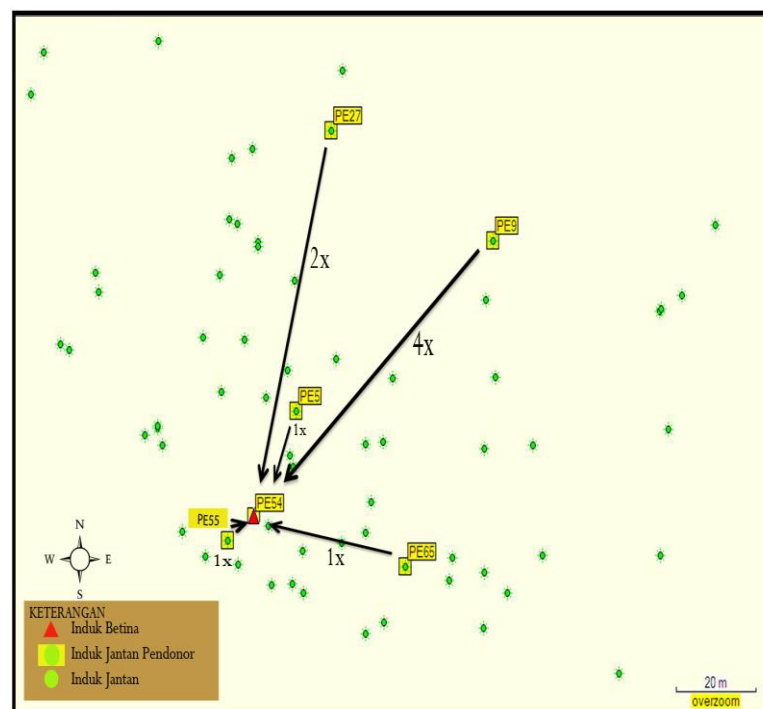 PE27
PE9
2x
4x
PE5
1x
PE54
PE55
PE65
1x
1x
N
W E
S
KETERANGAN
Induk Betina
Induk Jantan Pendonor
Induk Jantan
20 m
overzoom